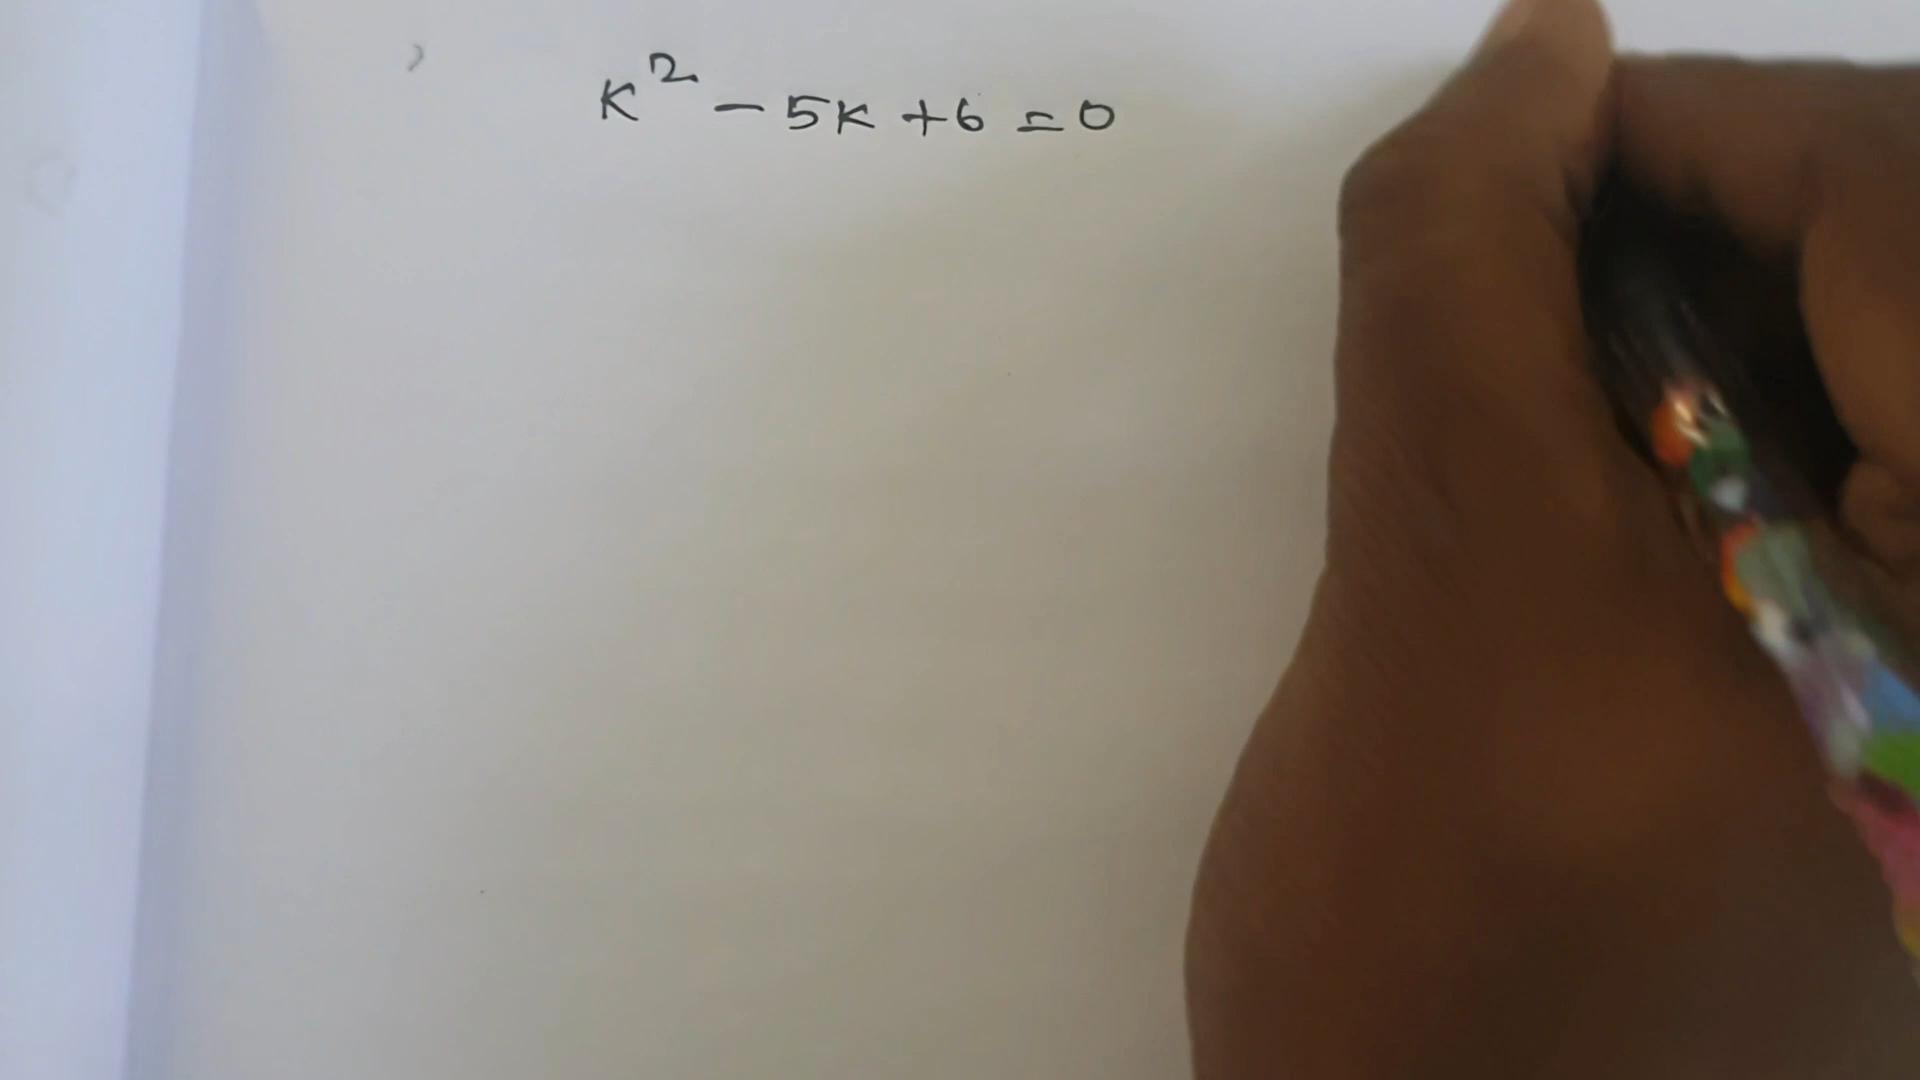 K² - 5K + 6 = 0